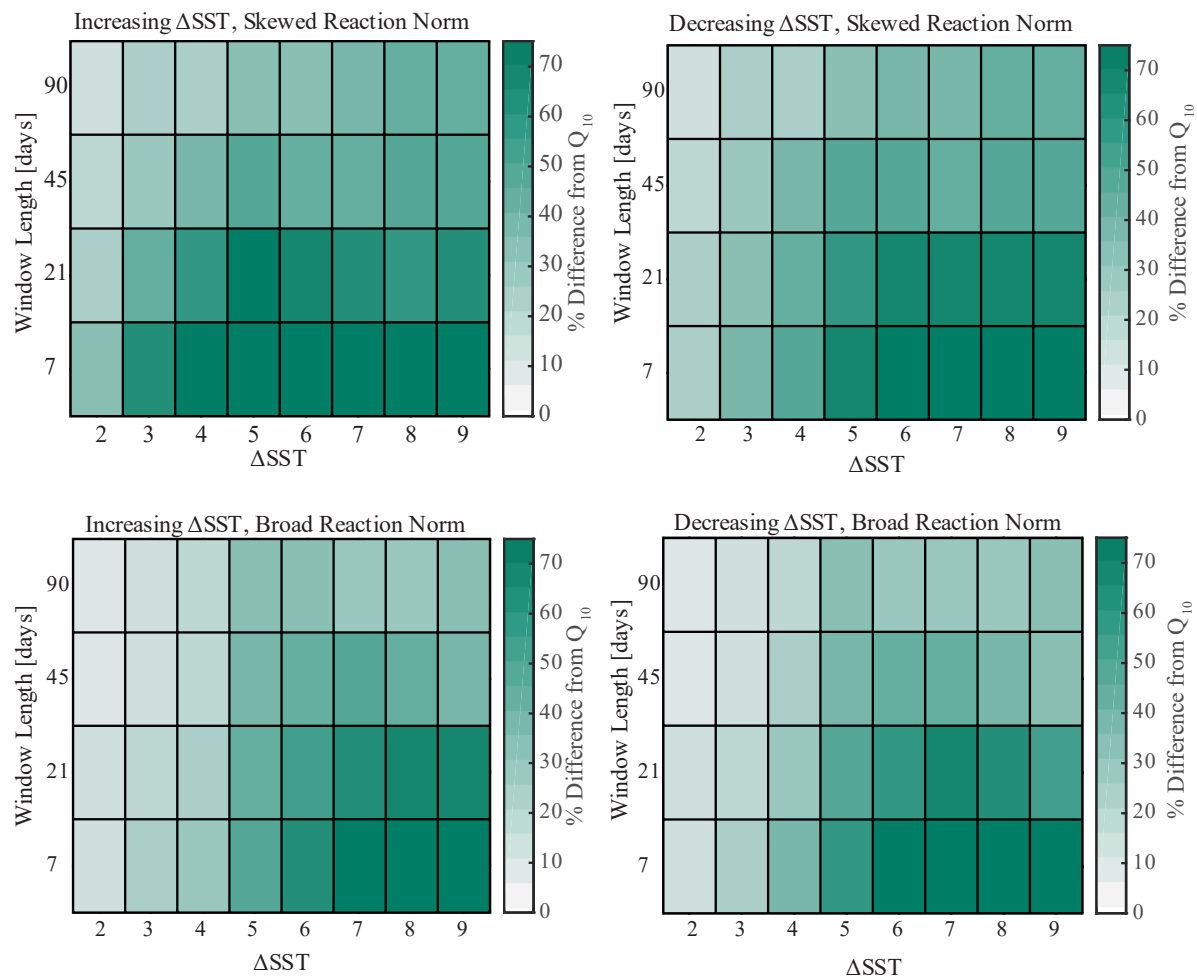 Increasing ΔSST, Skewed Reaction Norm
Window Length [days]
90
45
21
7
2 3 4 5 6 7 8 9
ΔSST
70
60
50
40
30
20
10
0
% Difference from Q10
Decreasing ΔSST, Skewed Reaction Norm
Window Length [days]
90
45
21
7
2 3 4 5 6 7 8 9
ΔSST
70
60
50
40
30
20
10
0
% Difference from Q10
Increasing ΔSST, Broad Reaction Norm
Window Length [days]
90
45
21
7
2 3 4 5 6 7 8 9
ΔSST
70
60
50
40
30
20
10
0
% Difference from Q10
Decreasing ΔSST, Broad Reaction Norm
Window Length [days]
90
45
21
7
2 3 4 5 6 7 8 9
ΔSST
70
60
50
40
30
20
10
0
% Difference from Q10